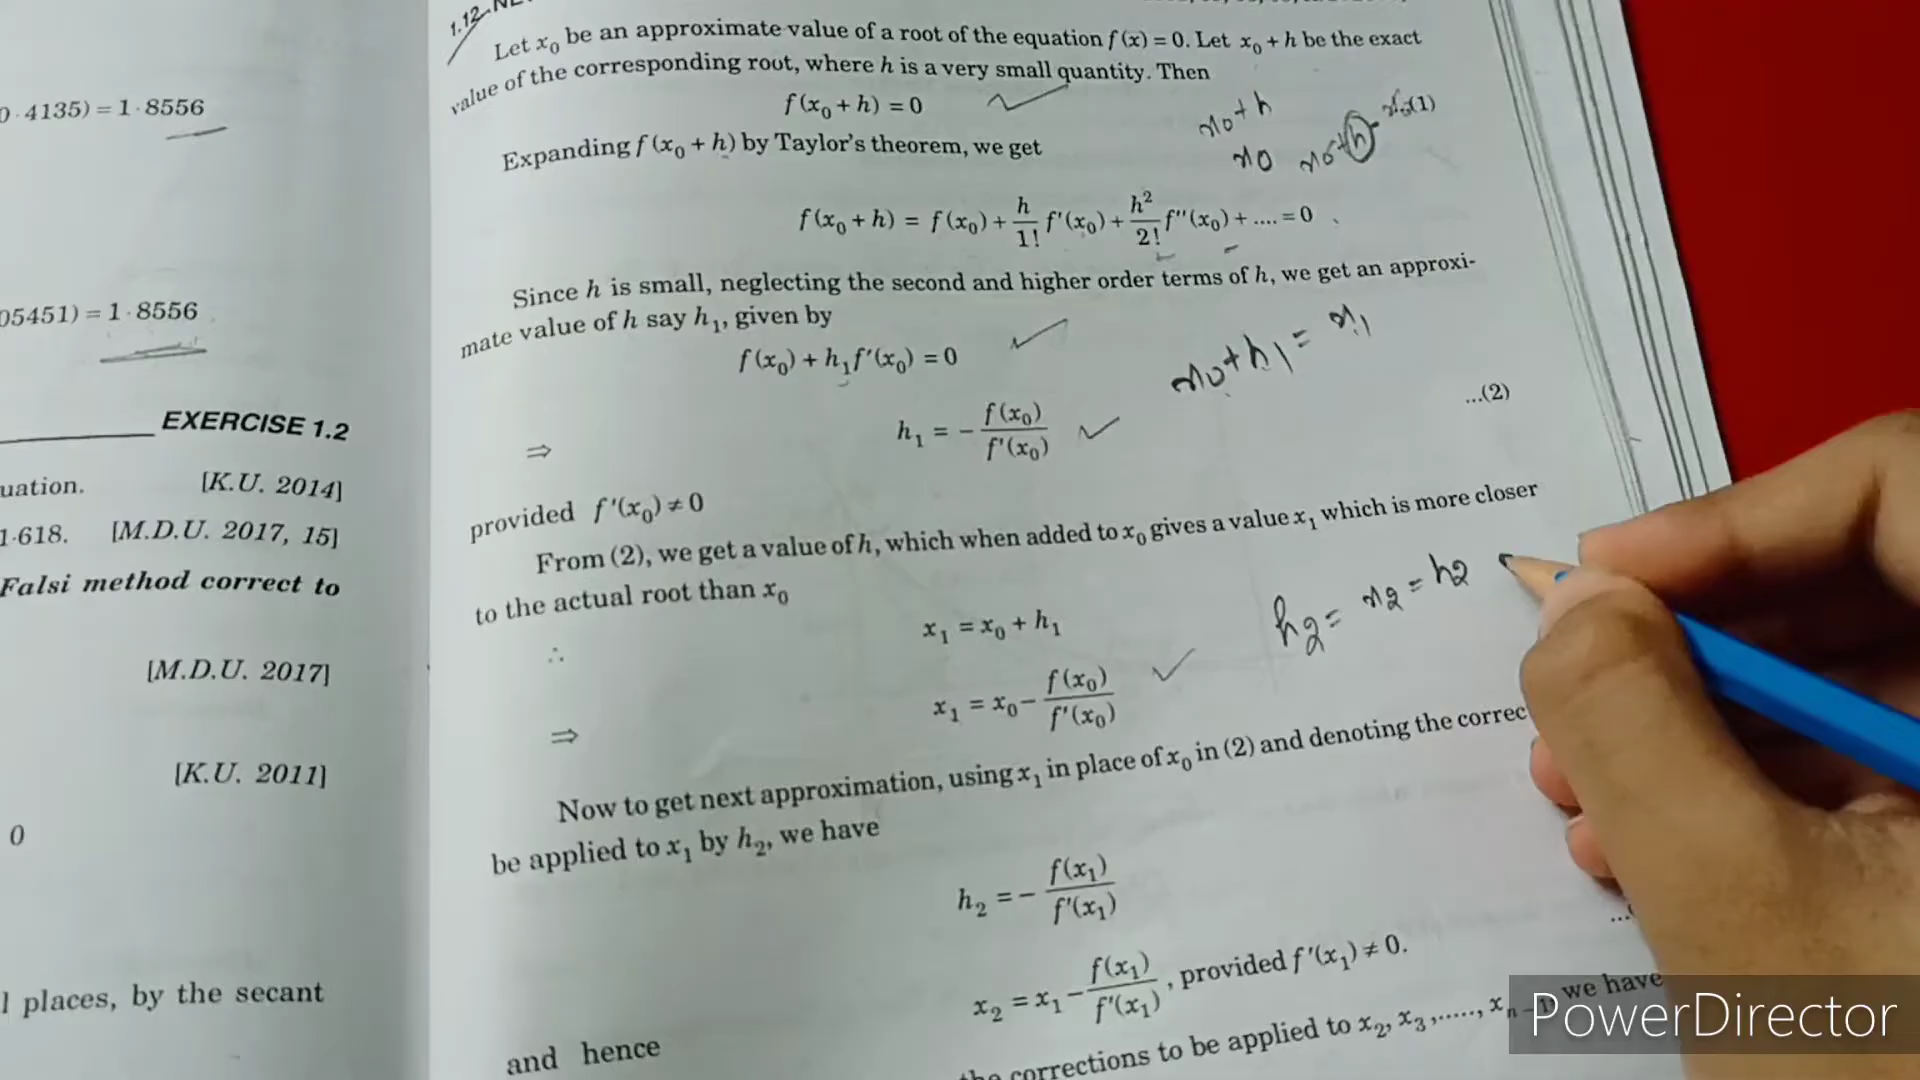 0·4135) = 1·8556
05451) = 1·8556
EXERCISE 1.2
uation. [K.U. 2014]
1·618. [M.D.U. 2017, 15]
Falsi method correct to
[M.D.U. 2017]
[K.U. 2011]
0
l places, by the secant
1.12
Let x₀ be an approximate value of a root of the equation f (x) = 0. Let x₀ + h be the exact
value of the corresponding root, where h is a very small quantity. Then
f(x₀ + h) = 0
x₀ + h
Expanding f (x₀ + h) by Taylor's theorem, we get
x₀ x₀ + h
...(1)
f(x₀ + h) = f(x₀) + h/1! f'(x₀) + h²/2! f''(x₀) + .... = 0
Since h is small, neglecting the second and higher order terms of h, we get an approxi-
mate value of h say h₁, given by
f(x₀) + h₁f'(x₀) = 0
x₀ + h₁ = x₁
⇒ h₁ = − f(x₀)/f'(x₀) ...(2)
provided f'(x₀) ≠ 0
From (2), we get a value of h, which when added to x₀ gives a value x₁ which is more closer
to the actual root than x₀
∴ x₁ = x₀ + h₁
h₂ = x₂ = h₂
⇒ x₁ = x₀ − f(x₀)/f'(x₀)
Now to get next approximation, using x₁ in place of x₀ in (2) and denoting the correc
be applied to x₁ by h₂, we have
h₂ = − f(x₁)/f'(x₁)
and hence x₂ = x₁ − f(x₁)/f'(x₁), provided f'(x₁) ≠ 0.
corrections to be applied to x₂, x₃,....., xₙ₋₁, we have
PowerDirector